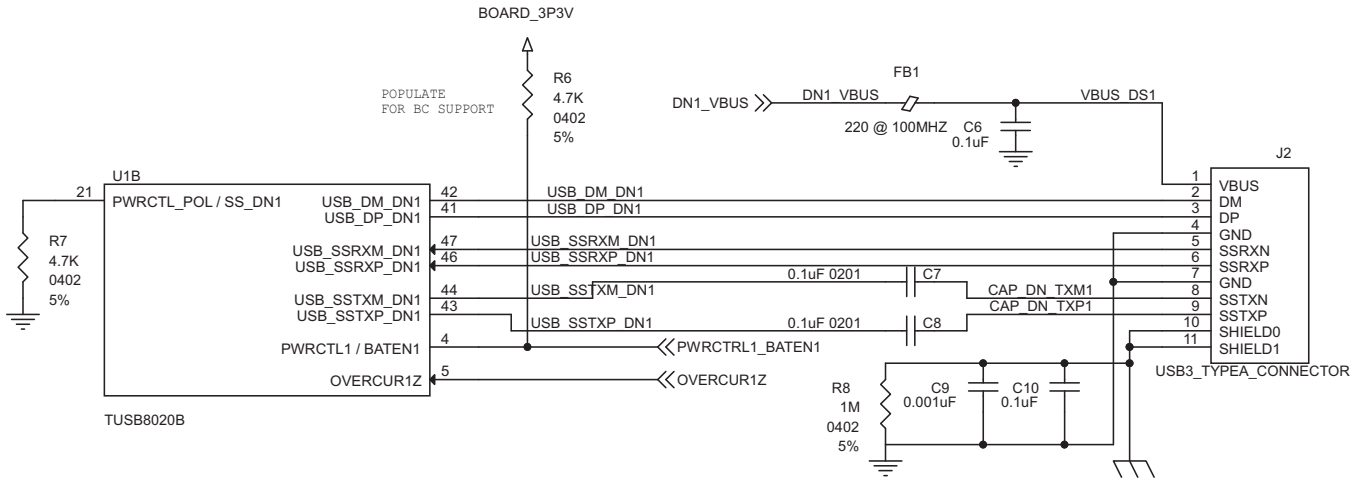 BOARD_3P3V
POPULATE
FOR BC SUPPORT
R6
4.7K
0402
5%
FB1
DN1_VBUS
DN1_VBUS
VBUS_DS1
220 @ 100MHZ
C6
0.1uF
J2
U1B
21
PWRCTL_POL / SS_DN1
R7
4.7K
0402
5%
USB_DM_DN1
42
USB_DM_DN1
USB_DP_DN1
41
USB_DP_DN1
USB_SSRXM_DN1
47
USB_SSRXM_DN1
USB_SSRXP_DN1
46
USB_SSRXP_DN1
USB_SSTXM_DN1
44
USB_SSTXM_DN1
0.1uF 0201
C7
CAP_DN_TXM1
USB_SSTXP_DN1
43
USB_SSTXP_DN1
0.1uF 0201
C8
CAP_DN_TXP1
PWRCTL1 / BATEN1
4
PWRCTRL1_BATEN1
OVERCUR1Z
5
OVERCUR1Z
TUSB8020B
1
VBUS
2
DM
3
DP
4
GND
5
SSRXN
6
SSRXP
7
GND
8
SSTXN
9
SSTXP
10
SHIELD0
11
SHIELD1
USB3_TYPEA_CONNECTOR
R8
1M
0402
5%
C9
0.001uF
C10
0.1uF